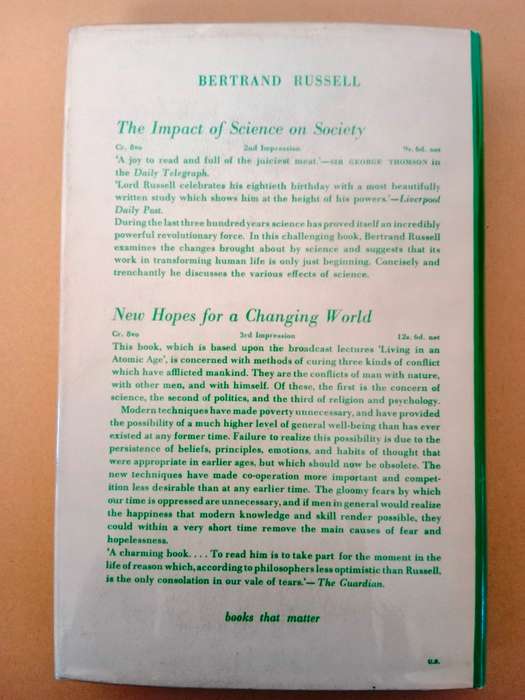 BERTRAND RUSSELL
The Impact of Science on Society
Cr. 8vo 2nd Impression 9s. 6d. net
'A joy to read and full of the juiciest meat.'—SIR GEORGE THOMSON in
the Daily Telegraph.
'Lord Russell celebrates his eightieth birthday with a most beautifully
written study which shows him at the height of his powers.'—Liverpool
Daily Post.
During the last three hundred years science has proved itself an incredibly
powerful revolutionary force. In this challenging book, Bertrand Russell
examines the changes brought about by science and suggests that its
work in transforming human life is only just beginning. Concisely and
trenchantly he discusses the various effects of science.
New Hopes for a Changing World
Cr. 8vo 3rd Impression 12s. 6d. net
This book, which is based upon the broadcast lectures 'Living in an
Atomic Age', is concerned with methods of curing three kinds of conflict
which have afflicted mankind. They are the conflicts of man with nature,
with other men, and with himself. Of these, the first is the concern of
science, the second of politics, and the third of religion and psychology.
Modern techniques have made poverty unnecessary, and have provided
the possibility of a much higher level of general well-being than has ever
existed at any former time. Failure to realize this possibility is due to the
persistence of beliefs, principles, emotions, and habits of thought that
were appropriate in earlier ages, but which should now be obsolete. The
new techniques have made co-operation more important and compet-
ition less desirable than at any earlier time. The gloomy fears by which
our time is oppressed are unnecessary, and if men in general would realize
the happiness that modern knowledge and skill render possible, they
could within a very short time remove the main causes of fear and
hopelessness.
'A charming book. . . . To read him is to take part for the moment in the
life of reason which, according to philosophers less optimistic than Russell,
is the only consolation in our vale of tears.'—The Guardian.
books that matter
U.B.